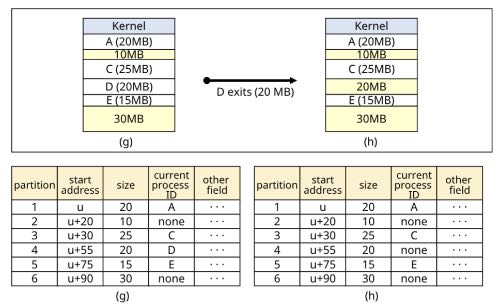 Kernel
A (20MB)
10MB
C (25MB)
D (20MB)
E (15MB)
30MB
(g)
D exits (20 MB)
Kernel
A (20MB)
10MB
C (25MB)
20MB
E (15MB)
30MB
(h)
partition start address size current process ID other field
1 u 20 A ···
2 u+20 10 none ···
3 u+30 25 C ···
4 u+55 20 D ···
5 u+75 15 E ···
6 u+90 30 none ···
(g)
partition start address size current process ID other field
1 u 20 A ···
2 u+20 10 none ···
3 u+30 25 C ···
4 u+55 20 none ···
5 u+75 15 E ···
6 u+90 30 none ···
(h)